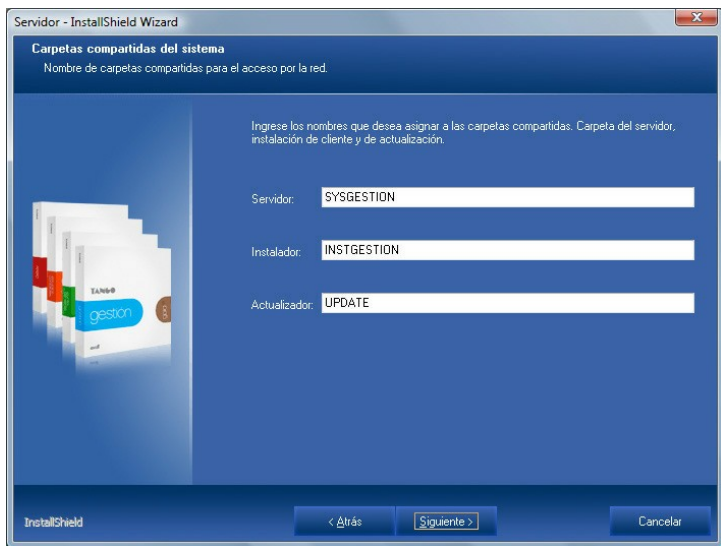 Servidor - InstallShield Wizard
Carpetas compartidas del sistema
Nombre de carpetas compartidas para el acceso por la red.
Ingrese los nombres que desea asignar a las carpetas compartidas. Carpeta del servidor,
instalación de cliente y de actualización.
Servidor: SYSGESTION
Instalador: INSTGESTION
Actualizador: UPDATE
TANGO
gestion
InstallShield
< Atrás
Siguiente >
Cancelar